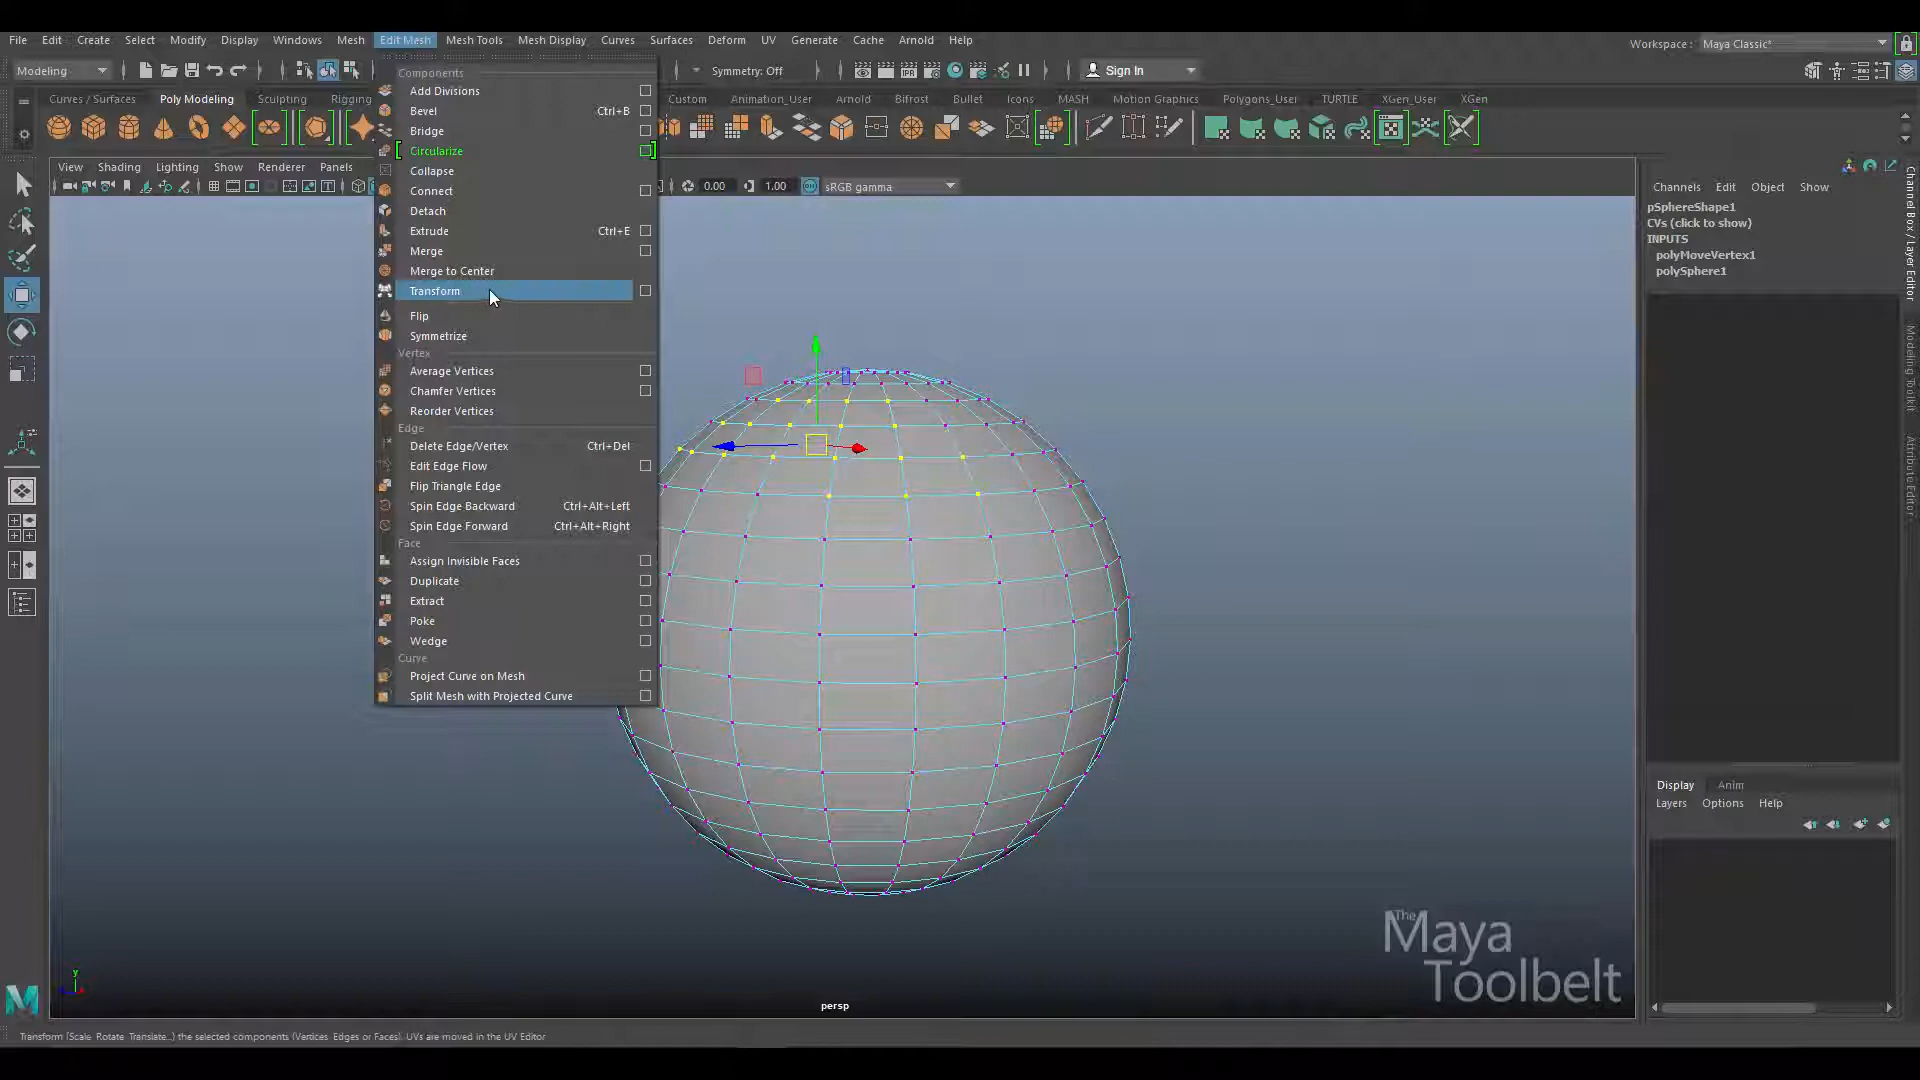 File Edit Create Select Modify Display Windows Mesh Edit Mesh Mesh Tools Mesh Display Curves Surfaces Deform UV Generate Cache Arnold Help
Workspace : Maya Classic*
Modeling
Symmetry: Off
Sign In
Curves / Surfaces Poly Modeling Sculpting Rigging Custom Animation_User Arnold Bifrost Bullet Icons MASH Motion Graphics Polygons_User TURTLE XGen_User XGen
View Shading Lighting Show Renderer Panels
0.00 1.00 sRGB gamma
Components
Add Divisions
Bevel Ctrl+B
Bridge
Circularize
Collapse
Connect
Detach
Extrude Ctrl+E
Merge
Merge to Center
Transform
Flip
Symmetrize
Vertex
Average Vertices
Chamfer Vertices
Reorder Vertices
Edge
Delete Edge/Vertex Ctrl+Del
Edit Edge Flow
Flip Triangle Edge
Spin Edge Backward Ctrl+Alt+Left
Spin Edge Forward Ctrl+Alt+Right
Face
Assign Invisible Faces
Duplicate
Extract
Poke
Wedge
Curve
Project Curve on Mesh
Split Mesh with Projected Curve
Channels Edit Object Show
pSphereShape1
CVs (click to show)
INPUTS
polyMoveVertex1
polySphere1
Channel Box / Layer Editor
Modeling Toolkit
Attribute Editor
Display Anim
Layers Options Help
The
Maya
Toolbelt
y
persp
Transform (Scale Rotate Translate...) the selected components (Vertices Edges or Faces). UVs are moved in the UV Editor